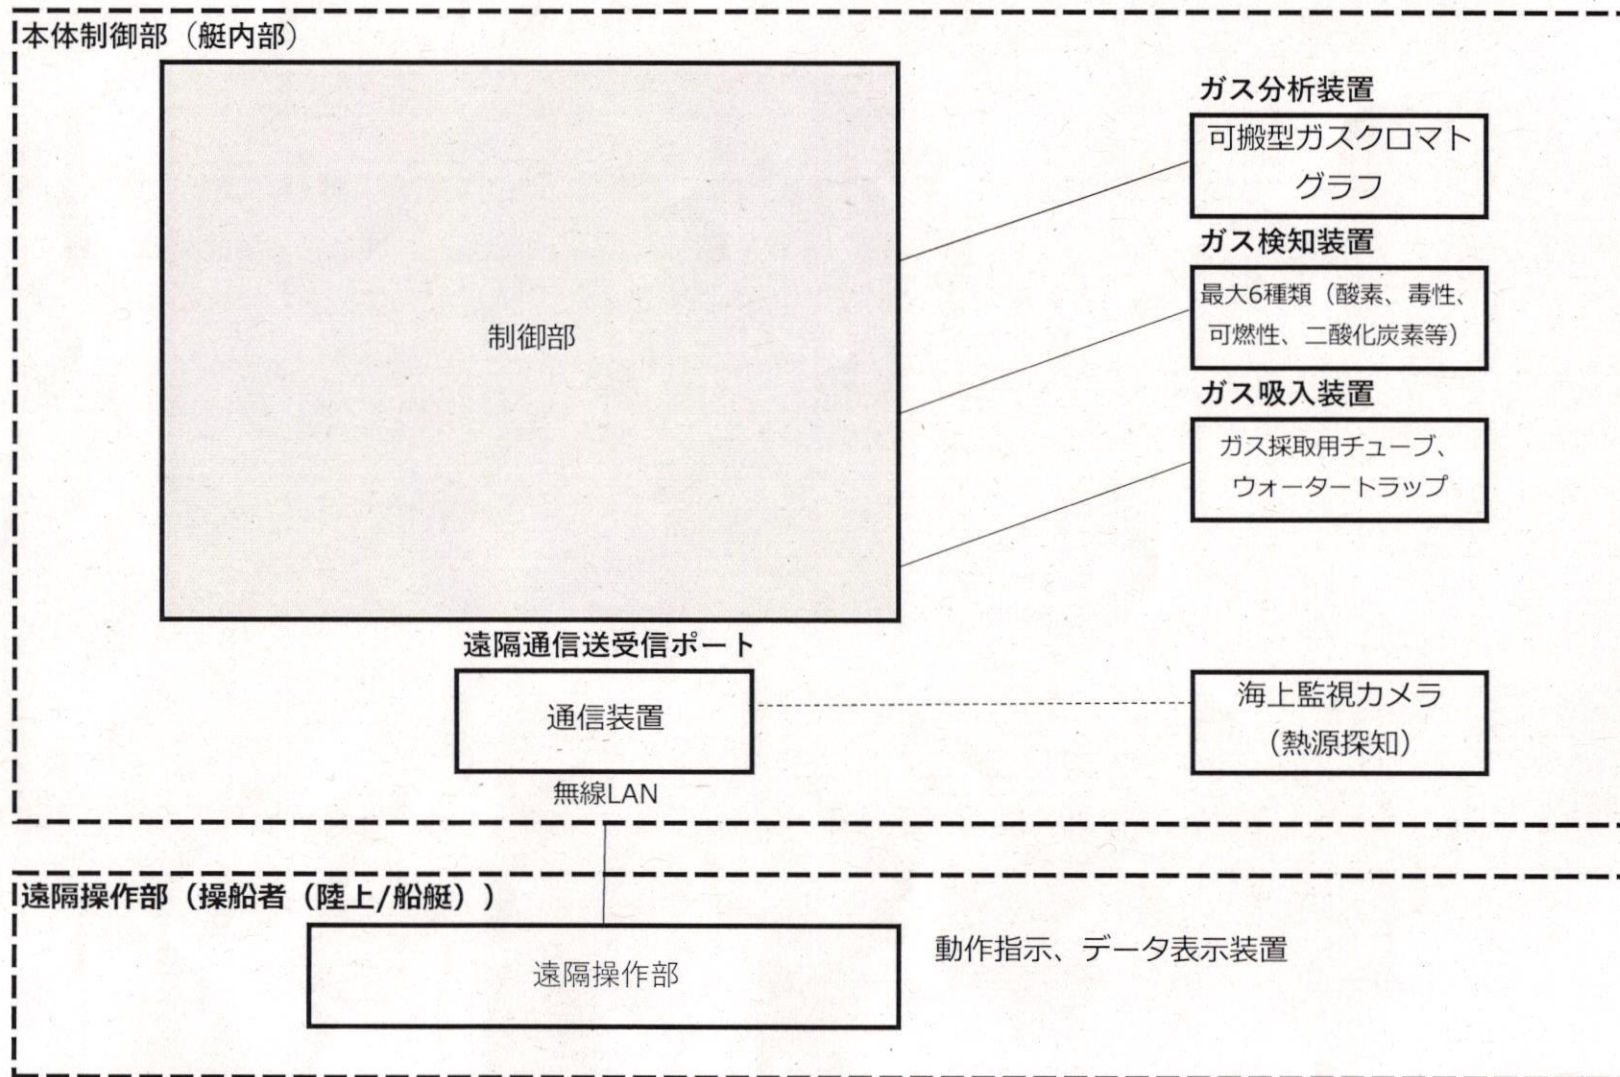 本体制御部（艇内部）
ガス分析装置
可搬型ガスクロマト
グラフ
ガス検知装置
最大6種類（酸素、毒性、
可燃性、二酸化炭素等）
制御部
ガス吸入装置
ガス採取用チューブ、
ウォータートラップ
遠隔通信送受信ポート
通信装置
海上監視カメラ
（熱源探知）
無線LAN
遠隔操作部（操船者（陸上/船艇））
遠隔操作部
動作指示、データ表示装置